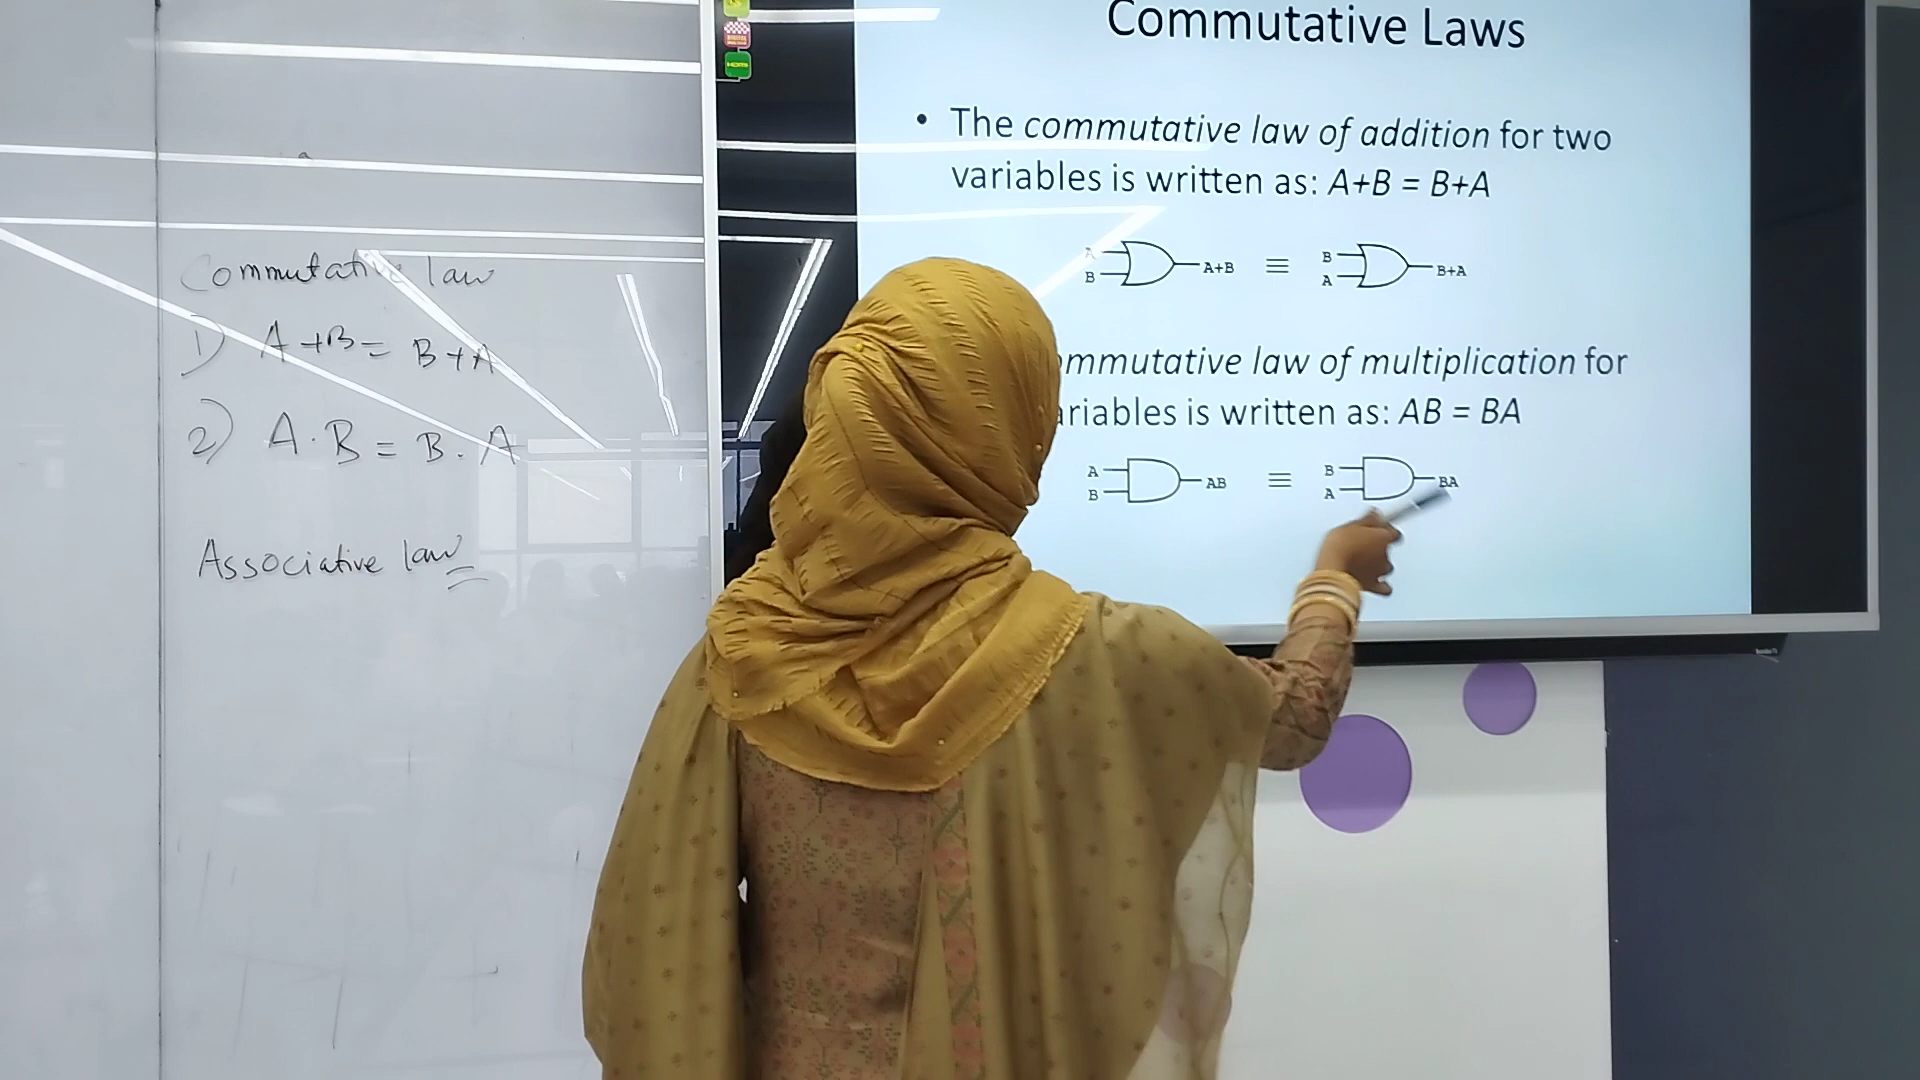 Commutative law
1) A+B = B+A
2) A.B = B.A
Associative law
Commutative Laws
• The commutative law of addition for two
variables is written as: A+B = B+A
A
B
A+B
≡
B
A
B+A
mmutative law of multiplication for
riables is written as: AB = BA
A
B
AB
≡
B
A
BA